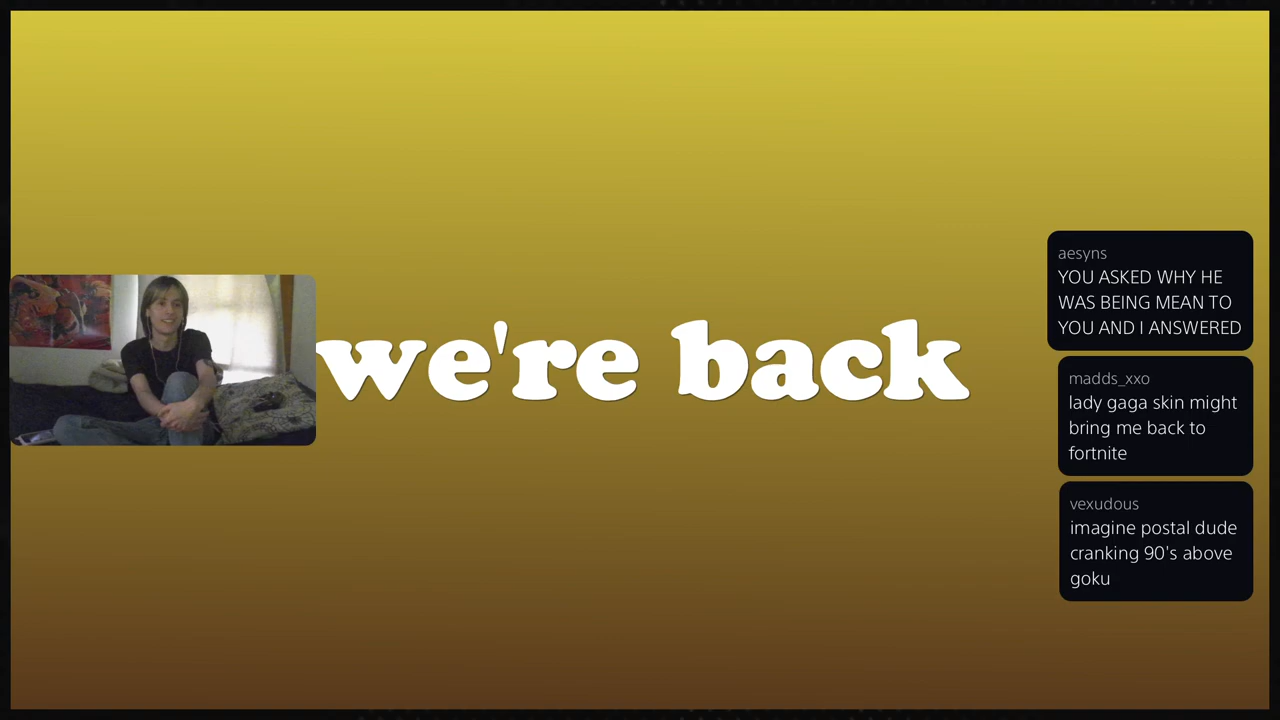 we're back
aesyns
YOU ASKED WHY HE
WAS BEING MEAN TO
YOU AND I ANSWERED
madds_xxo
lady gaga skin might
bring me back to
fortnite
vexudous
imagine postal dude
cranking 90's above
goku